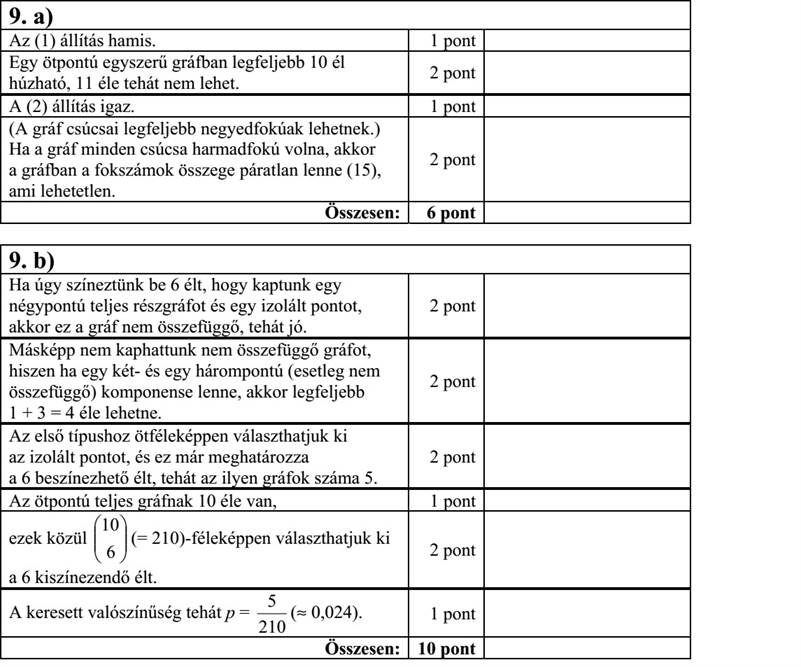 9. a)
Az (1) állítás hamis. 1 pont
Egy ötpontú egyszerű gráfban legfeljebb 10 él
húzható, 11 éle tehát nem lehet. 2 pont
A (2) állítás igaz. 1 pont
(A gráf csúcsai legfeljebb negyedfokúak lehetnek.)
Ha a gráf minden csúcsa harmadfokú volna, akkor
a gráfban a fokszámok összege páratlan lenne (15),
ami lehetetlen. 2 pont
Összesen: 6 pont
9. b)
Ha úgy színeztünk be 6 élt, hogy kaptunk egy
négypontú teljes részgráfot és egy izolált pontot,
akkor ez a gráf nem összefüggő, tehát jó. 2 pont
Másképp nem kaphattunk nem összefüggő gráfot,
hiszen ha egy két- és egy hárompontú (esetleg nem
összefüggő) komponense lenne, akkor legfeljebb
1 + 3 = 4 éle lehetne. 2 pont
Az első típushoz ötféleképpen választhatjuk ki
az izolált pontot, és ez már meghatározza
a 6 beszínezhető élt, tehát az ilyen gráfok száma 5. 2 pont
Az ötpontú teljes gráfnak 10 éle van, 1 pont
ezek közül (10 6) (= 210)-féleképpen választhatjuk ki
a 6 kiszínezendő élt. 2 pont
A keresett valószínűség tehát p = 5/210 (≈ 0,024). 1 pont
Összesen: 10 pont